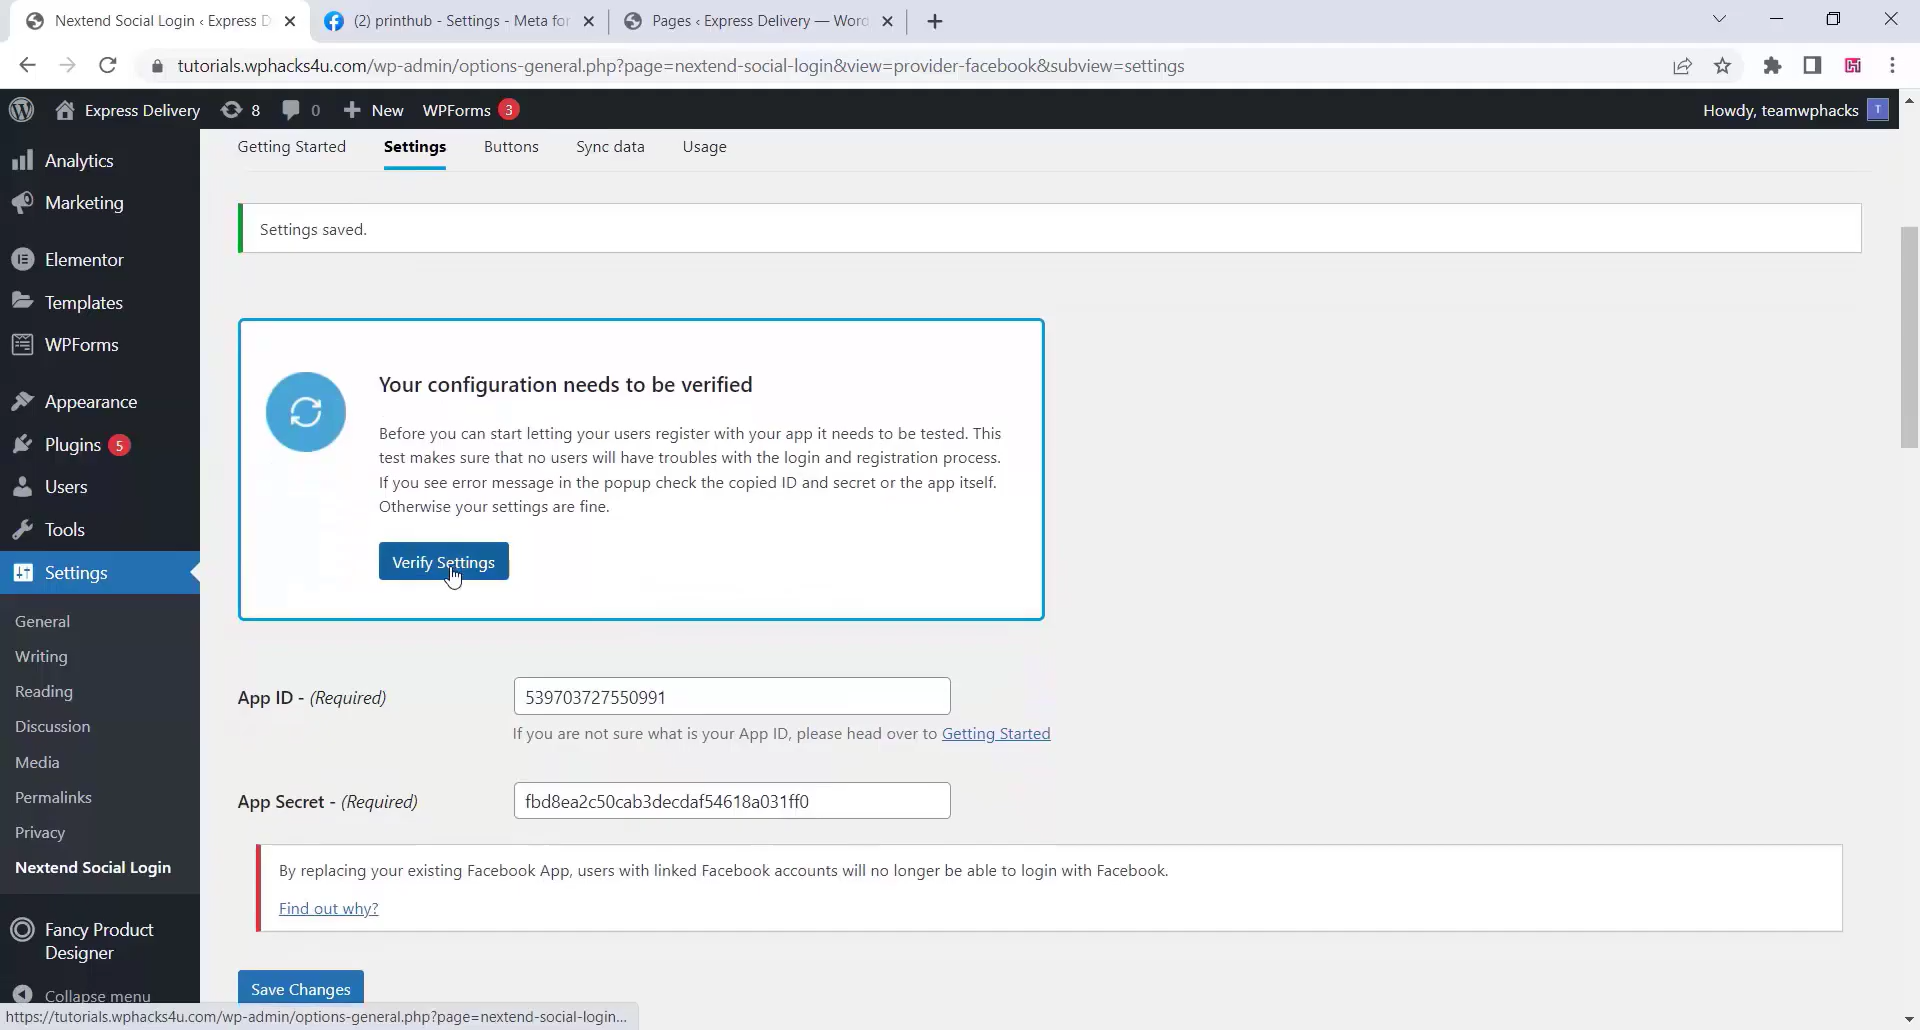 Nextend Social Login ‹ Express D
(2) printhub - Settings - Meta for
Pages ‹ Express Delivery — Word
tutorials.wphacks4u.com/wp-admin/options-general.php?page=nextend-social-login&view=provider-facebook&subview=settings
Express Delivery 8 0 New WPForms 3
Howdy, teamwphacks T
Analytics
Marketing
Elementor
Templates
WPForms
Appearance
Plugins 5
Users
Tools
Settings
General
Writing
Reading
Discussion
Media
Permalinks
Privacy
Nextend Social Login
Fancy Product
Designer
Collapse menu
Getting Started Settings Buttons Sync data Usage
Settings saved.
Your configuration needs to be verified
Before you can start letting your users register with your app it needs to be tested. This
test makes sure that no users will have troubles with the login and registration process.
If you see error message in the popup check the copied ID and secret or the app itself.
Otherwise your settings are fine.
Verify Settings
App ID - (Required) 539703727550991
If you are not sure what is your App ID, please head over to Getting Started
App Secret - (Required) fbd8ea2c50cab3decdaf54618a031ff0
By replacing your existing Facebook App, users with linked Facebook accounts will no longer be able to login with Facebook.
Find out why?
Save Changes
https://tutorials.wphacks4u.com/wp-admin/options-general.php?page=nextend-social-login...